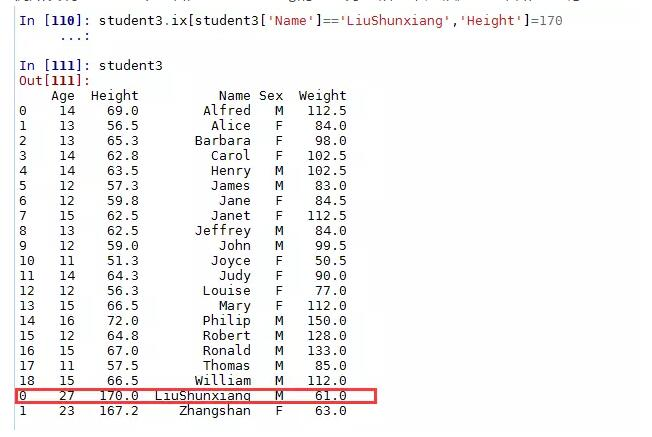 In [110]: student3.ix[student3['Name']=='LiuShunxiang','Height']=170
...:
In [111]: student3
Out[111]:
Age Height Name Sex Weight
0 14 69.0 Alfred M 112.5
1 13 56.5 Alice F 84.0
2 13 65.3 Barbara F 98.0
3 14 62.8 Carol F 102.5
4 14 63.5 Henry M 102.5
5 12 57.3 James M 83.0
6 12 59.8 Jane F 84.5
7 15 62.5 Janet F 112.5
8 13 62.5 Jeffrey M 84.0
9 12 59.0 John M 99.5
10 11 51.3 Joyce F 50.5
11 14 64.3 Judy F 90.0
12 12 56.3 Louise F 77.0
13 15 66.5 Mary F 112.0
14 16 72.0 Philip M 150.0
15 12 64.8 Robert M 128.0
16 15 67.0 Ronald M 133.0
17 11 57.5 Thomas M 85.0
18 15 66.5 William M 112.0
0 27 170.0 LiuShunxiang M 61.0
1 23 167.2 Zhangshan F 63.0